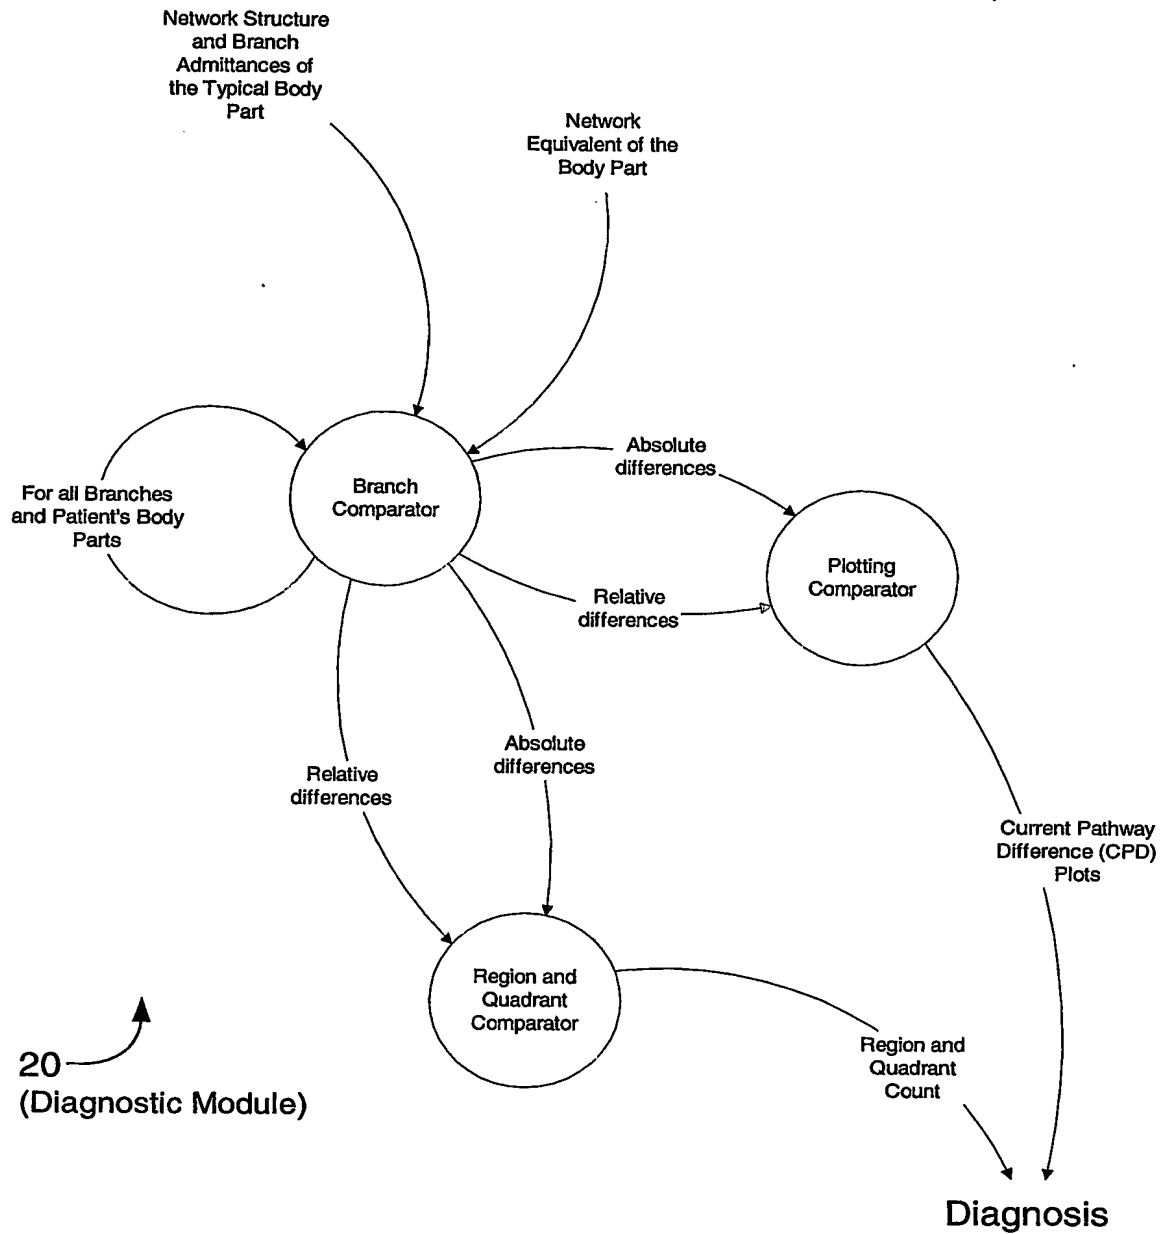 Network Structure
and Branch
Admittances of
the Typical Body
Part
Network
Equivalent of the
Body Part
Absolute
differences
For all Branches
and Patient's Body
Parts
Branch
Comparator
Plotting
Comparator
Relative
differences
Absolute
differences
Relative
differences
Current Pathway
Difference (CPD)
Plots
Region and
Quadrant
Comparator
Region and
Quadrant
Count
20
(Diagnostic Module)
Diagnosis